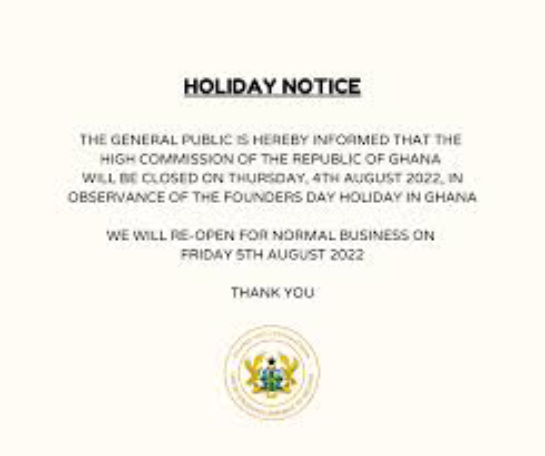 HOLIDAY NOTICE
THE GENERAL PUBLIC IS HEREBY INFORMED THAT THE
HIGH COMMISSION OF THE REPUBLIC OF GHANA
WILL BE CLOSED ON THURSDAY, 4TH AUGUST 2022, IN
OBSERVANCE OF THE FOUNDERS DAY HOLIDAY IN GHANA
WE WILL RE-OPEN FOR NORMAL BUSINESS ON
FRIDAY 5TH AUGUST 2022
THANK YOU